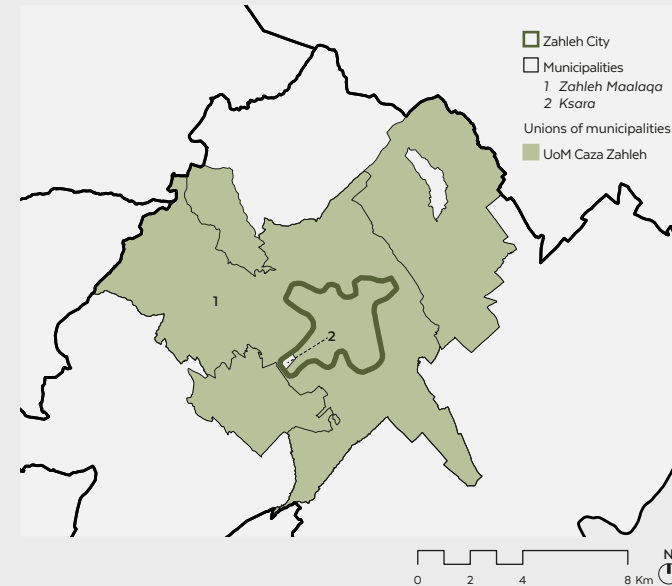 Zahleh City
Municipalities
1 Zahleh Maalaqa
2 Ksara
Unions of municipalities
UoM Caza Zahleh
1
2
0 2 4 8 Km
N